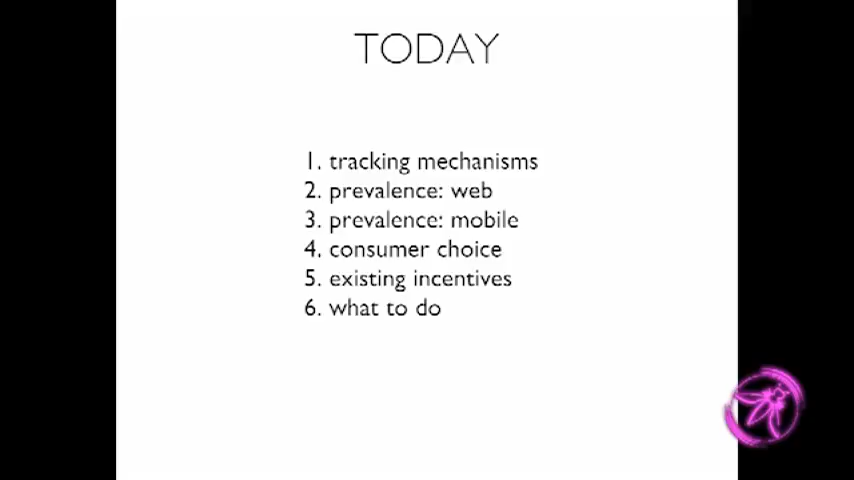 TODAY
1. tracking mechanisms
2. prevalence: web
3. prevalence: mobile
4. consumer choice
5. existing incentives
6. what to do